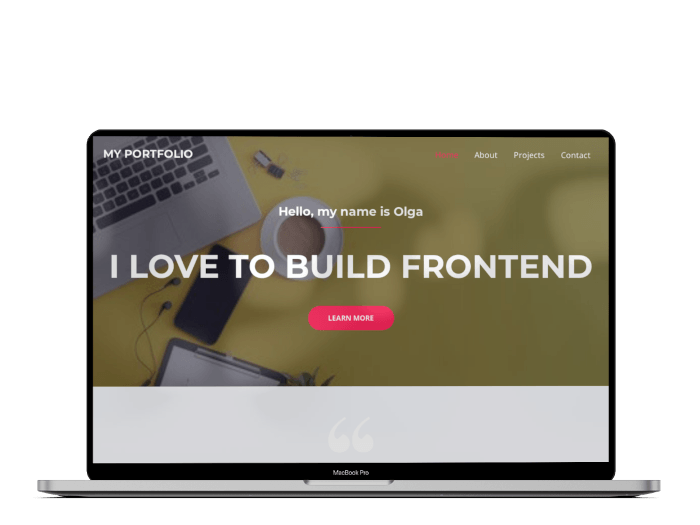 MY PORTFOLIO
Home About Projects Contact
Hello, my name is Olga
I LOVE TO BUILD FRONTEND
LEARN MORE
“
MacBook Pro